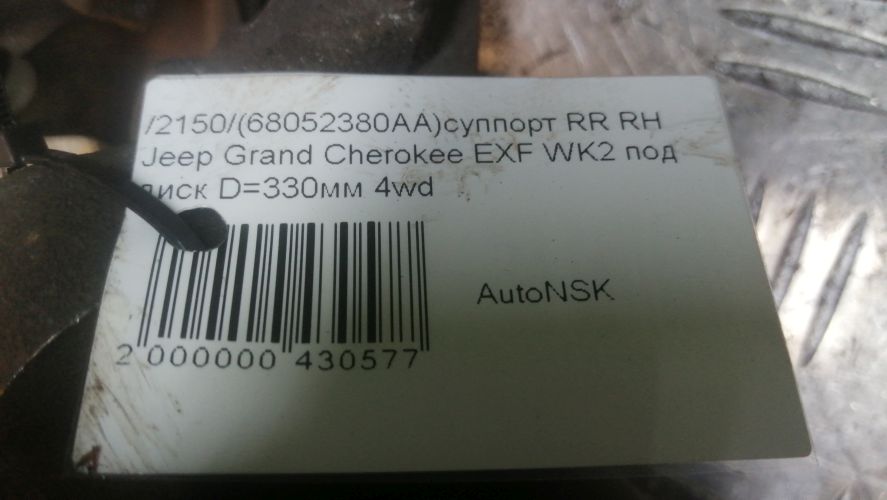 /2150/(68052380AA)суппорт RR RH
Jeep Grand Cherokee EXF WK2 под
диск D=330мм 4wd
AutoNSK
2 000000 430577